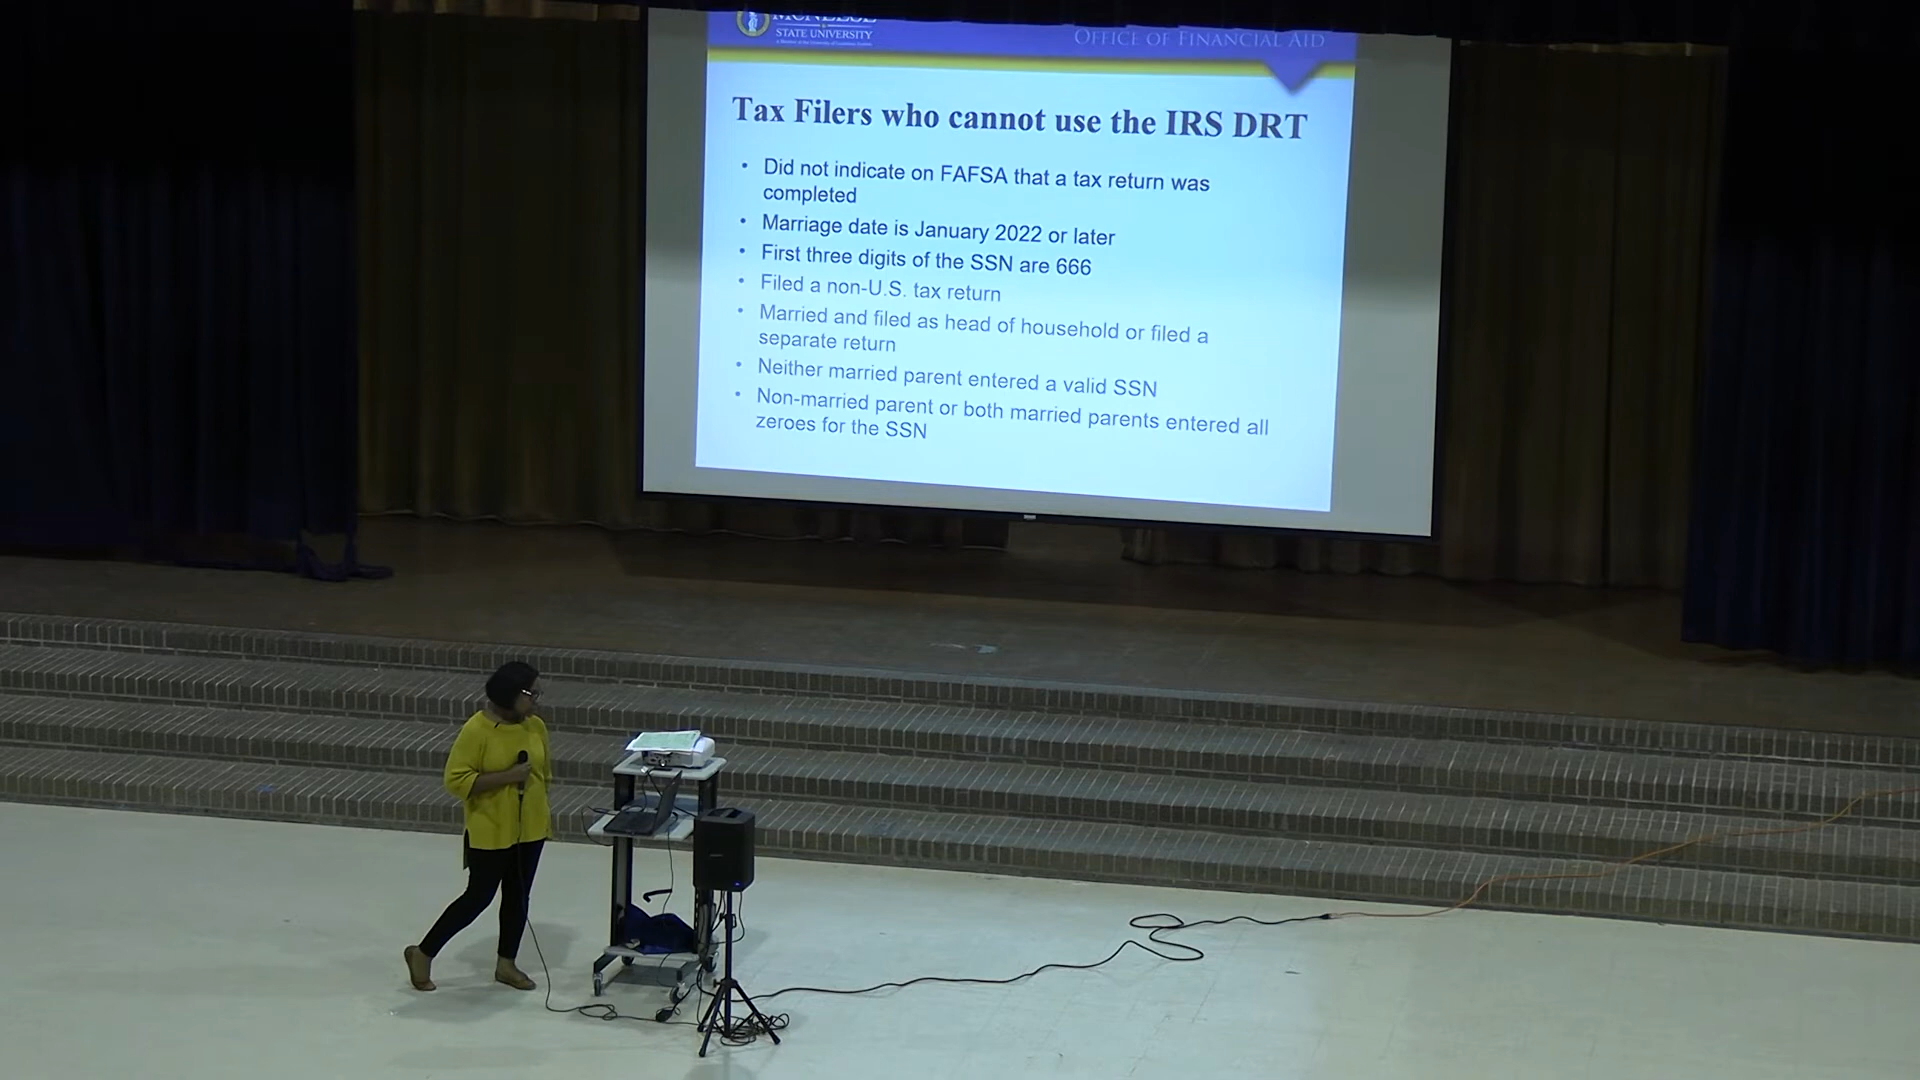 MCNEESE
STATE UNIVERSITY
OFFICE OF FINANCIAL AID
Tax Filers who cannot use the IRS DRT
• Did not indicate on FAFSA that a tax return was
completed
• Marriage date is January 2022 or later
• First three digits of the SSN are 666
• Filed a non-U.S. tax return
• Married and filed as head of household or filed a
separate return
• Neither married parent entered a valid SSN
• Non-married parent or both married parents entered all
zeroes for the SSN